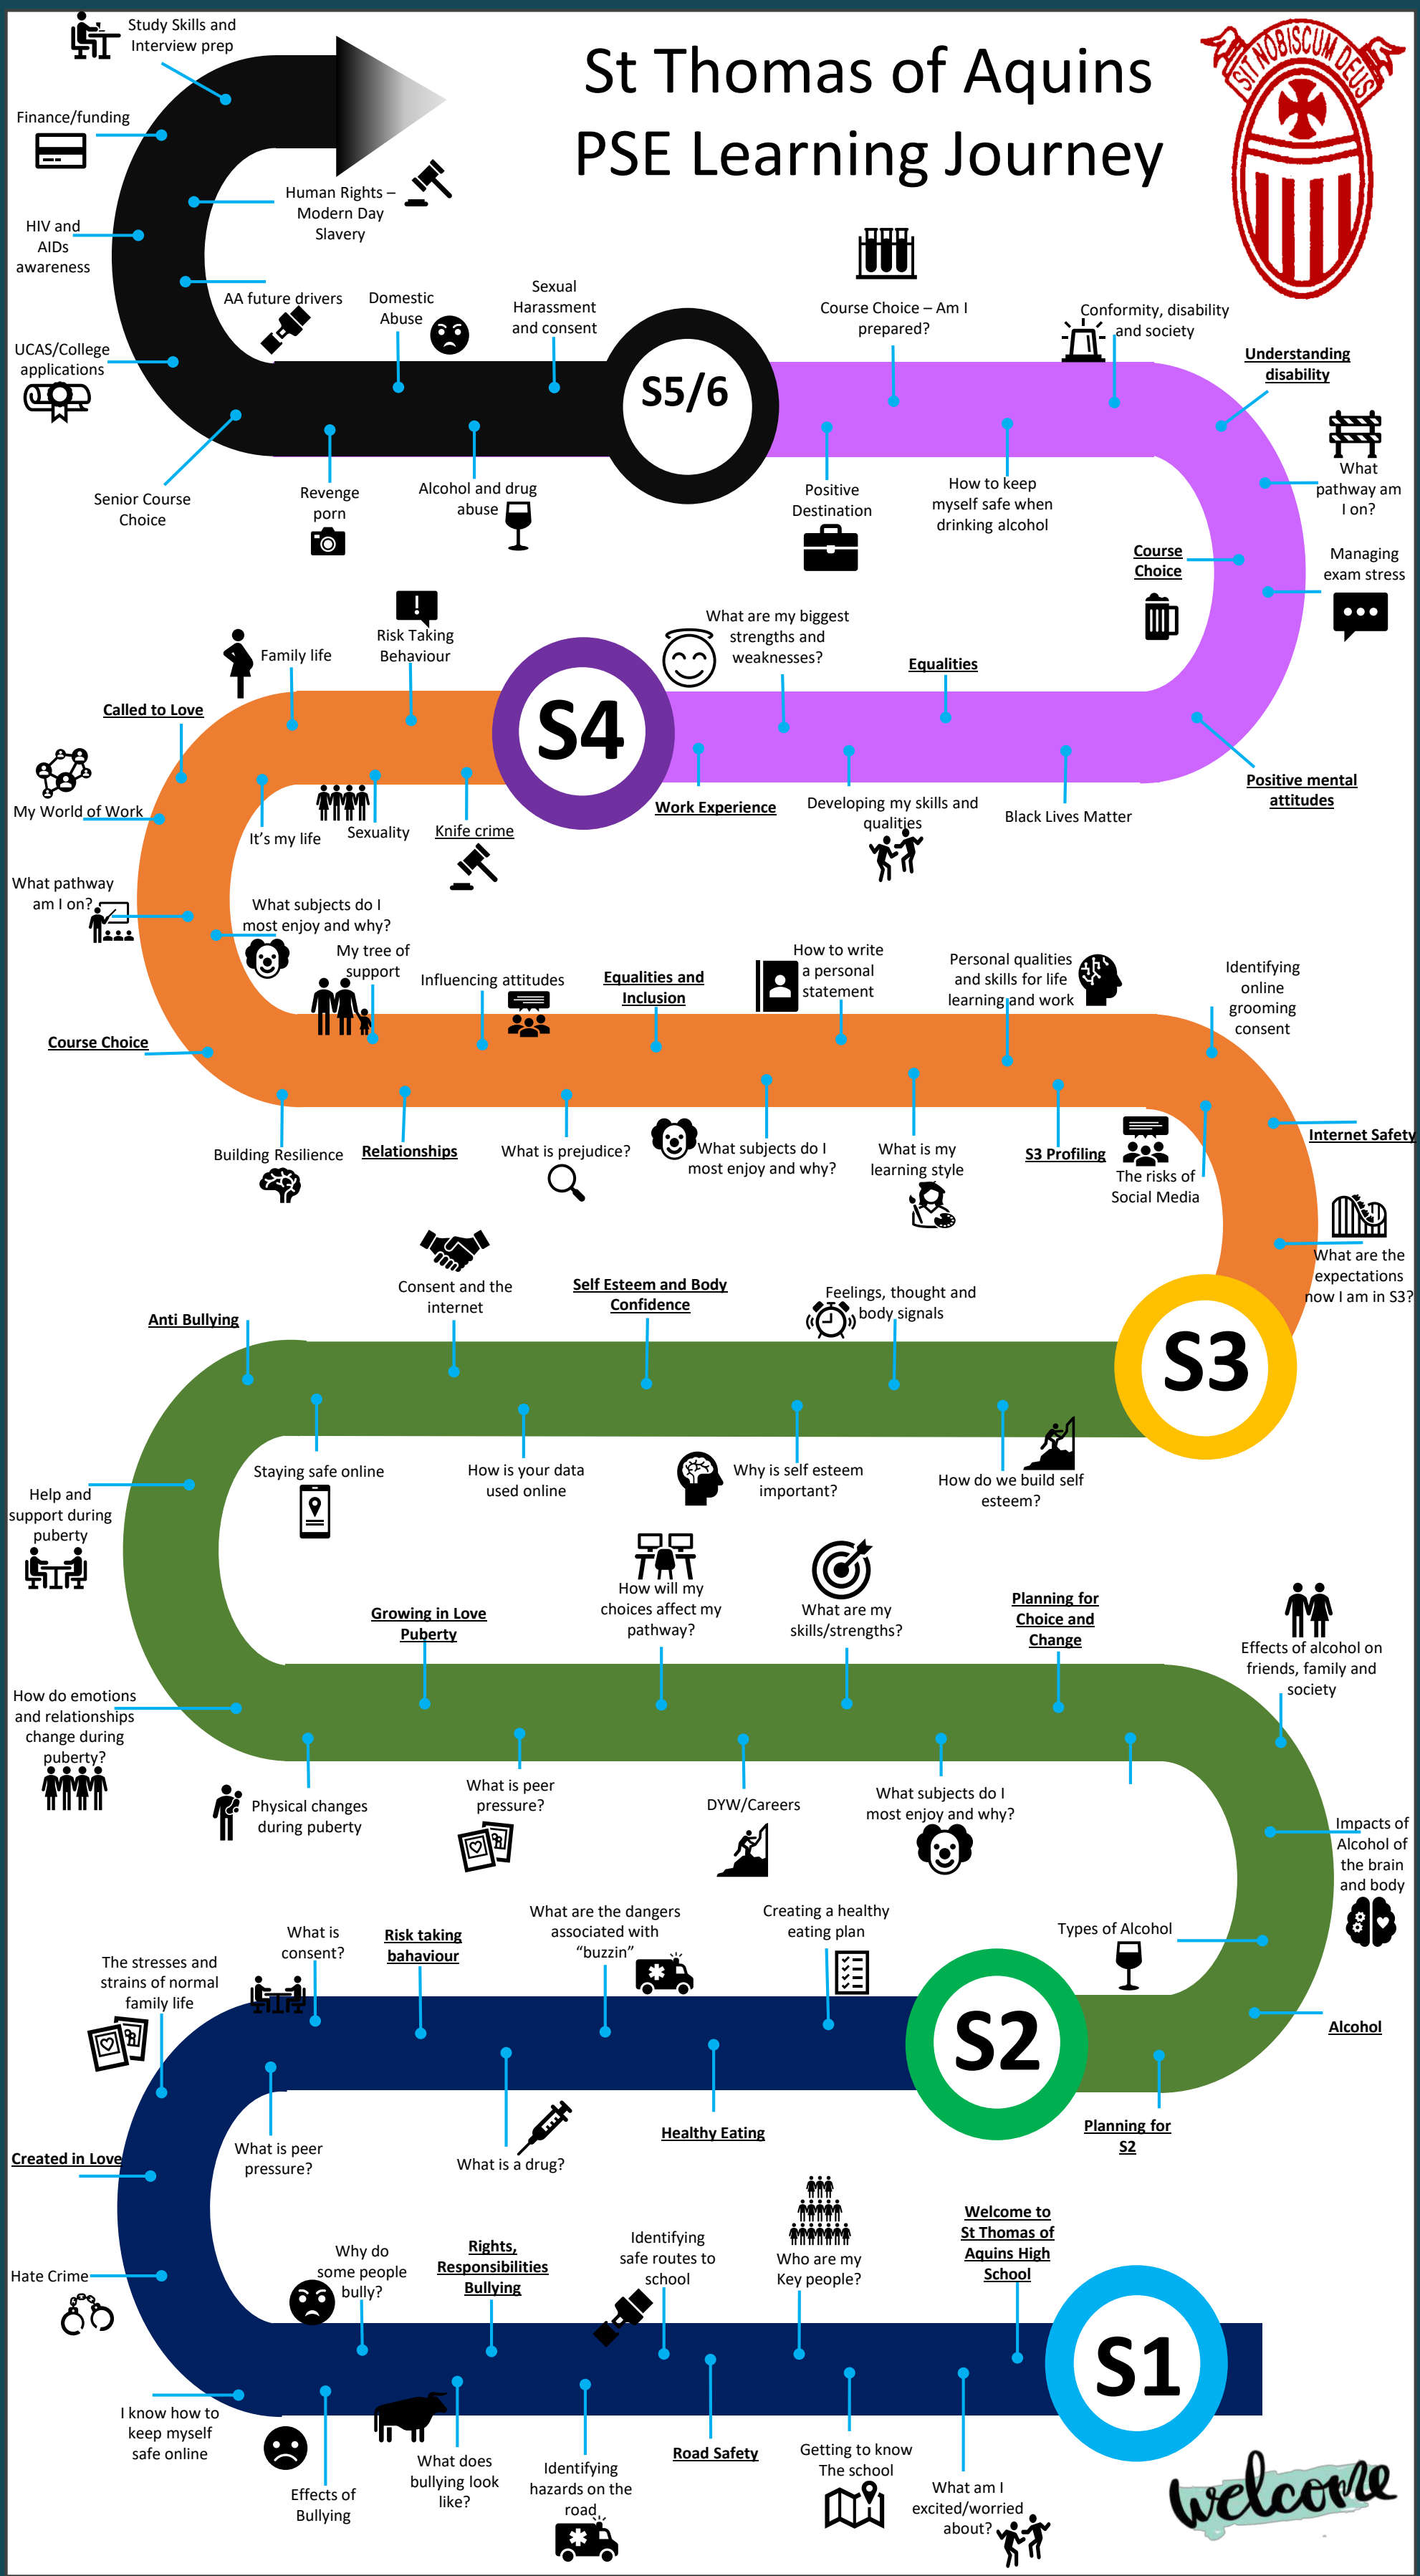 St Thomas of Aquins
PSE Learning Journey
SIT NOBISCUM DEUS
Study Skills and
Interview prep
Finance/funding
Human Rights –
Modern Day
Slavery
HIV and
AIDs
awareness
AA future drivers
Domestic
Abuse
Sexual
Harassment
and consent
UCAS/College
applications
Senior Course
Choice
Revenge
porn
Alcohol and drug
abuse
S5/6
Course Choice – Am I
prepared?
Conformity, disability
and society
Understanding
disability
What
pathway am
I on?
Positive
Destination
How to keep
myself safe when
drinking alcohol
Course
Choice
Managing
exam stress
Positive mental
attitudes
What are my biggest
strengths and
weaknesses?
Equalities
Work Experience
Developing my skills and
qualities
Black Lives Matter
S4
Risk Taking
Behaviour
Family life
Called to Love
My World of Work
It's my life
Sexuality
Knife crime
What pathway
am I on?
What subjects do I
most enjoy and why?
My tree of
support
Influencing attitudes
Equalities and
Inclusion
How to write
a personal
statement
Personal qualities
and skills for life
learning and work
Identifying
online
grooming
consent
Course Choice
Building Resilience
Relationships
What is prejudice?
What subjects do I
most enjoy and why?
What is my
learning style
S3 Profiling
The risks of
Social Media
Internet Safety
What are the
expectations
now I am in S3?
S3
Anti Bullying
Consent and the
internet
Self Esteem and Body
Confidence
Feelings, thought and
body signals
Staying safe online
How is your data
used online
Why is self esteem
important?
How do we build self
esteem?
Help and
support during
puberty
Growing in Love
Puberty
How will my
choices affect my
pathway?
What are my
skills/strengths?
Planning for
Choice and
Change
Effects of alcohol on
friends, family and
society
How do emotions
and relationships
change during
puberty?
Physical changes
during puberty
What is peer
pressure?
DYW/Careers
What subjects do I
most enjoy and why?
Impacts of
Alcohol of
the brain
and body
Types of Alcohol
Alcohol
Planning for
S2
S2
Creating a healthy
eating plan
What are the dangers
associated with
“buzzin”
Risk taking
bahaviour
What is
consent?
The stresses and
strains of normal
family life
What is peer
pressure?
What is a drug?
Healthy Eating
Created in Love
Hate Crime
Why do
some people
bully?
Rights,
Responsibilities
Bullying
Identifying
safe routes to
school
Who are my
Key people?
Welcome to
St Thomas of
Aquins High
School
S1
I know how to
keep myself
safe online
Effects of
Bullying
What does
bullying look
like?
Identifying
hazards on the
road
Road Safety
Getting to know
The school
What am I
excited/worried
about?
welcome